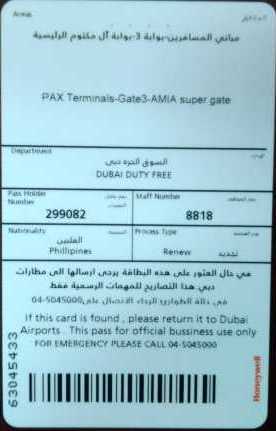 Areas
مباني المسافرين-بوابة 3-بوابة آل مكتوم الرئيسية
PAX Terminals-Gate3-AMIA super gate
Department
السوق الحرة دبي
DUBAI DUTY FREE
Pass Holder Number
299082
Staff Number
8818
Nationality
الفلبين
Phillipines
Process Type
تجديد
Renew
في حال العثور على هذه البطاقة يرجى ارسالها الى مطارات
دبي هذا التصاريح للمهمات الرسمية فقط
في حالة الطوارئ الرجاء الاتصال على 04-5045000
If this card is found , please return it to Dubai
Airports . This pass for official bussiness use only
FOR EMERGENCY PLEASE CALL 04-5045000
63045433
Honeywell